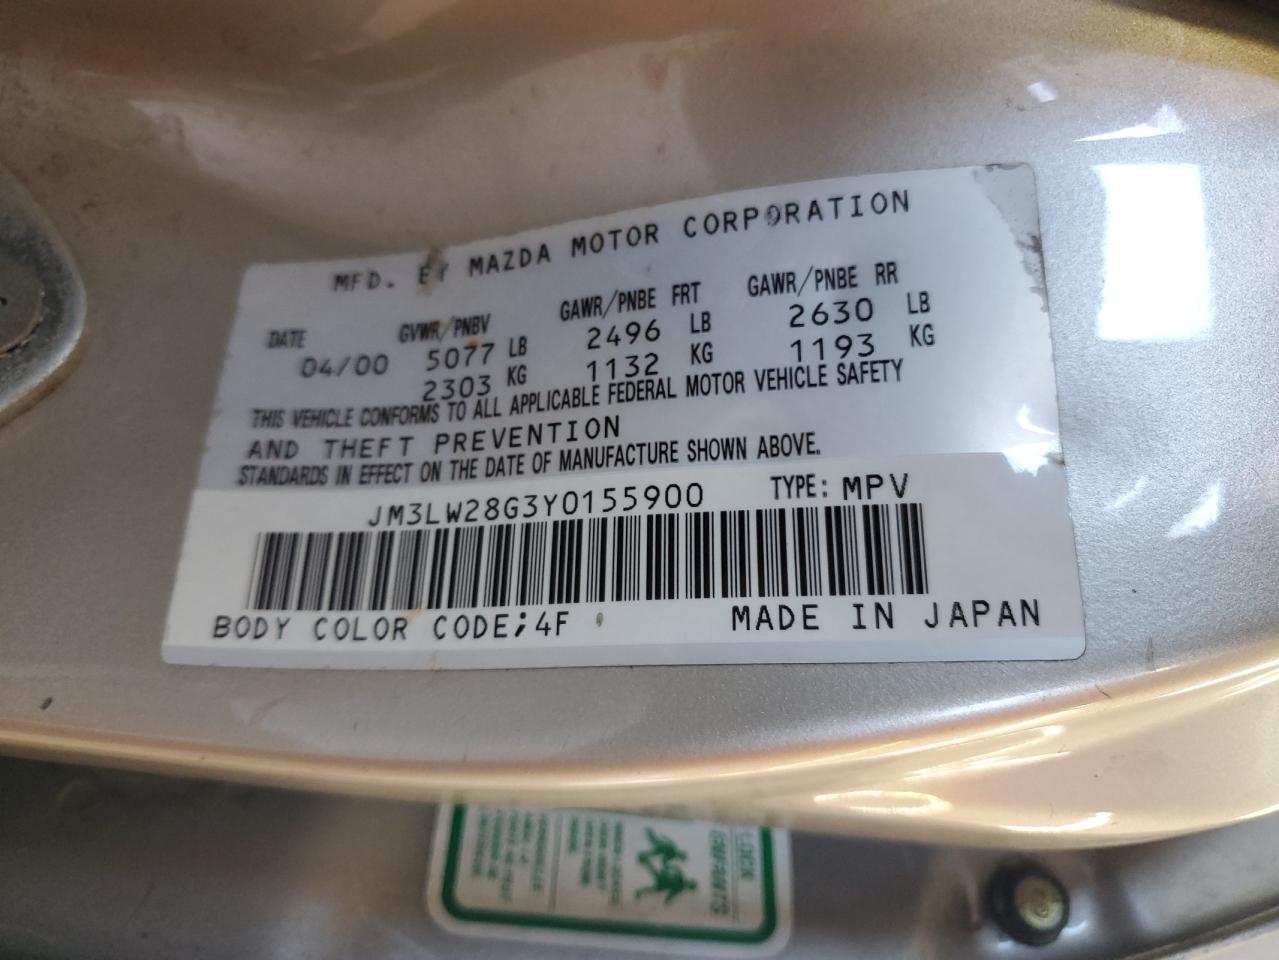 MFD. BY MAZDA MOTOR CORPORATION
DATE GVWR/PNBV GAWR/PNBE FRT GAWR/PNBE RR
04/00 5077 LB 2496 LB 2630 LB
2303 KG 1132 KG 1193 KG
THIS VEHICLE CONFORMS TO ALL APPLICABLE FEDERAL MOTOR VEHICLE SAFETY
AND THEFT PREVENTION
STANDARDS IN EFFECT ON THE DATE OF MANUFACTURE SHOWN ABOVE.
JM3LW28G3Y0155900 TYPE: MPV
BODY COLOR CODE;4F MADE IN JAPAN
LOCK